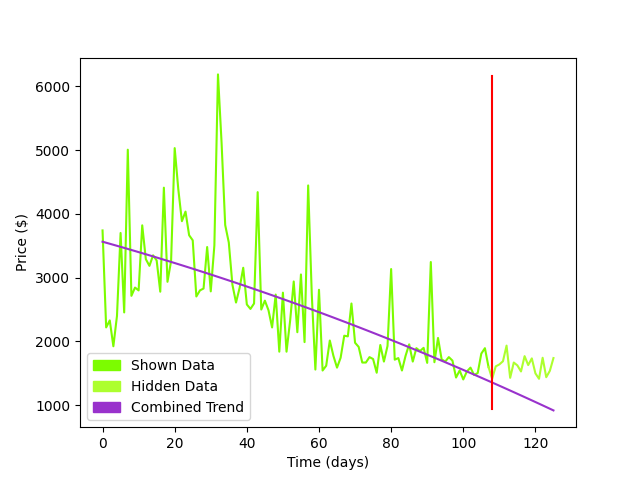 6000
5000
4000
3000
2000
1000
Price ($)
Shown Data
Hidden Data
Combined Trend
0 20 40 60 80 100 120
Time (days)